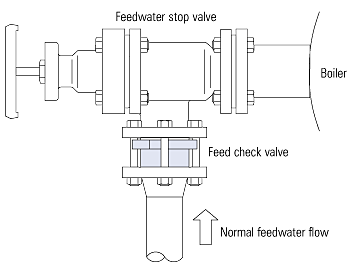 Feedwater stop valve
Boiler
Feed check valve
Normal feedwater flow